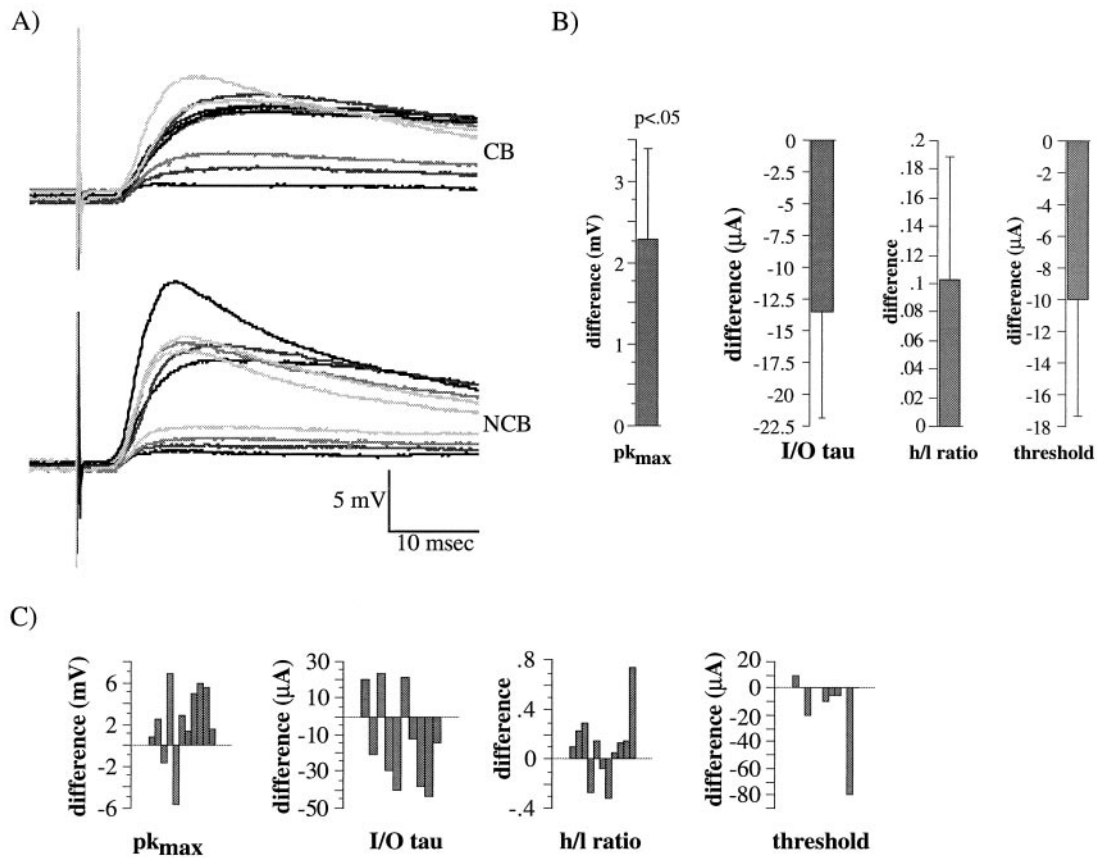 A)
CB
NCB
5 mV
10 msec
B)
p<.05
difference (mV)
3
2
1
0
pkmax
difference (µA)
0
-2.5
-5
-7.5
-10
-12.5
-15
-17.5
-20
-22.5
I/O tau
difference
.2
.18
.16
.14
.12
.1
.08
.06
.04
.02
0
h/l ratio
difference (µA)
0
-2
-4
-6
-8
-10
-12
-14
-16
-18
threshold
C)
difference (mV)
6
2
-2
-6
pkmax
difference (µA)
30
10
-10
-30
-50
I/O tau
difference
.8
.4
0
-.4
h/l ratio
difference (µA)
20
0
-20
-40
-60
-80
threshold